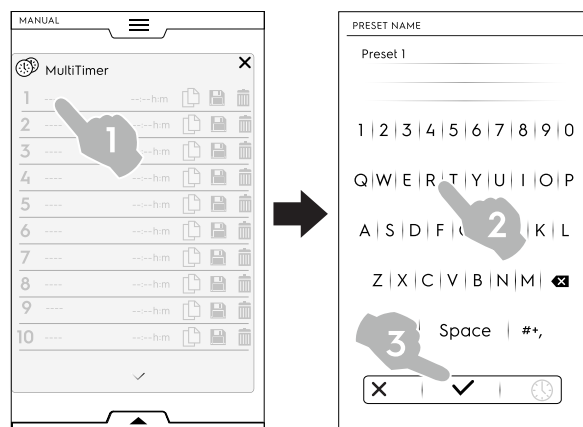 MANUAL
MultiTimer
1 ---- --:--h:m
2 ---- --:--h:m
3 ---- --:--h:m
4 ---- --:--h:m
5 ---- --:--h:m
6 ---- --:--h:m
7 ---- --:--h:m
8 ---- --:--h:m
9 ---- --:--h:m
10 ---- --:--h:m
1
PRESET NAME
Preset 1
1 2 3 4 5 6 7 8 9 0
Q W E R T Y U I O P
A S D F K L
2
Z X C V B N M
Space #+,
3